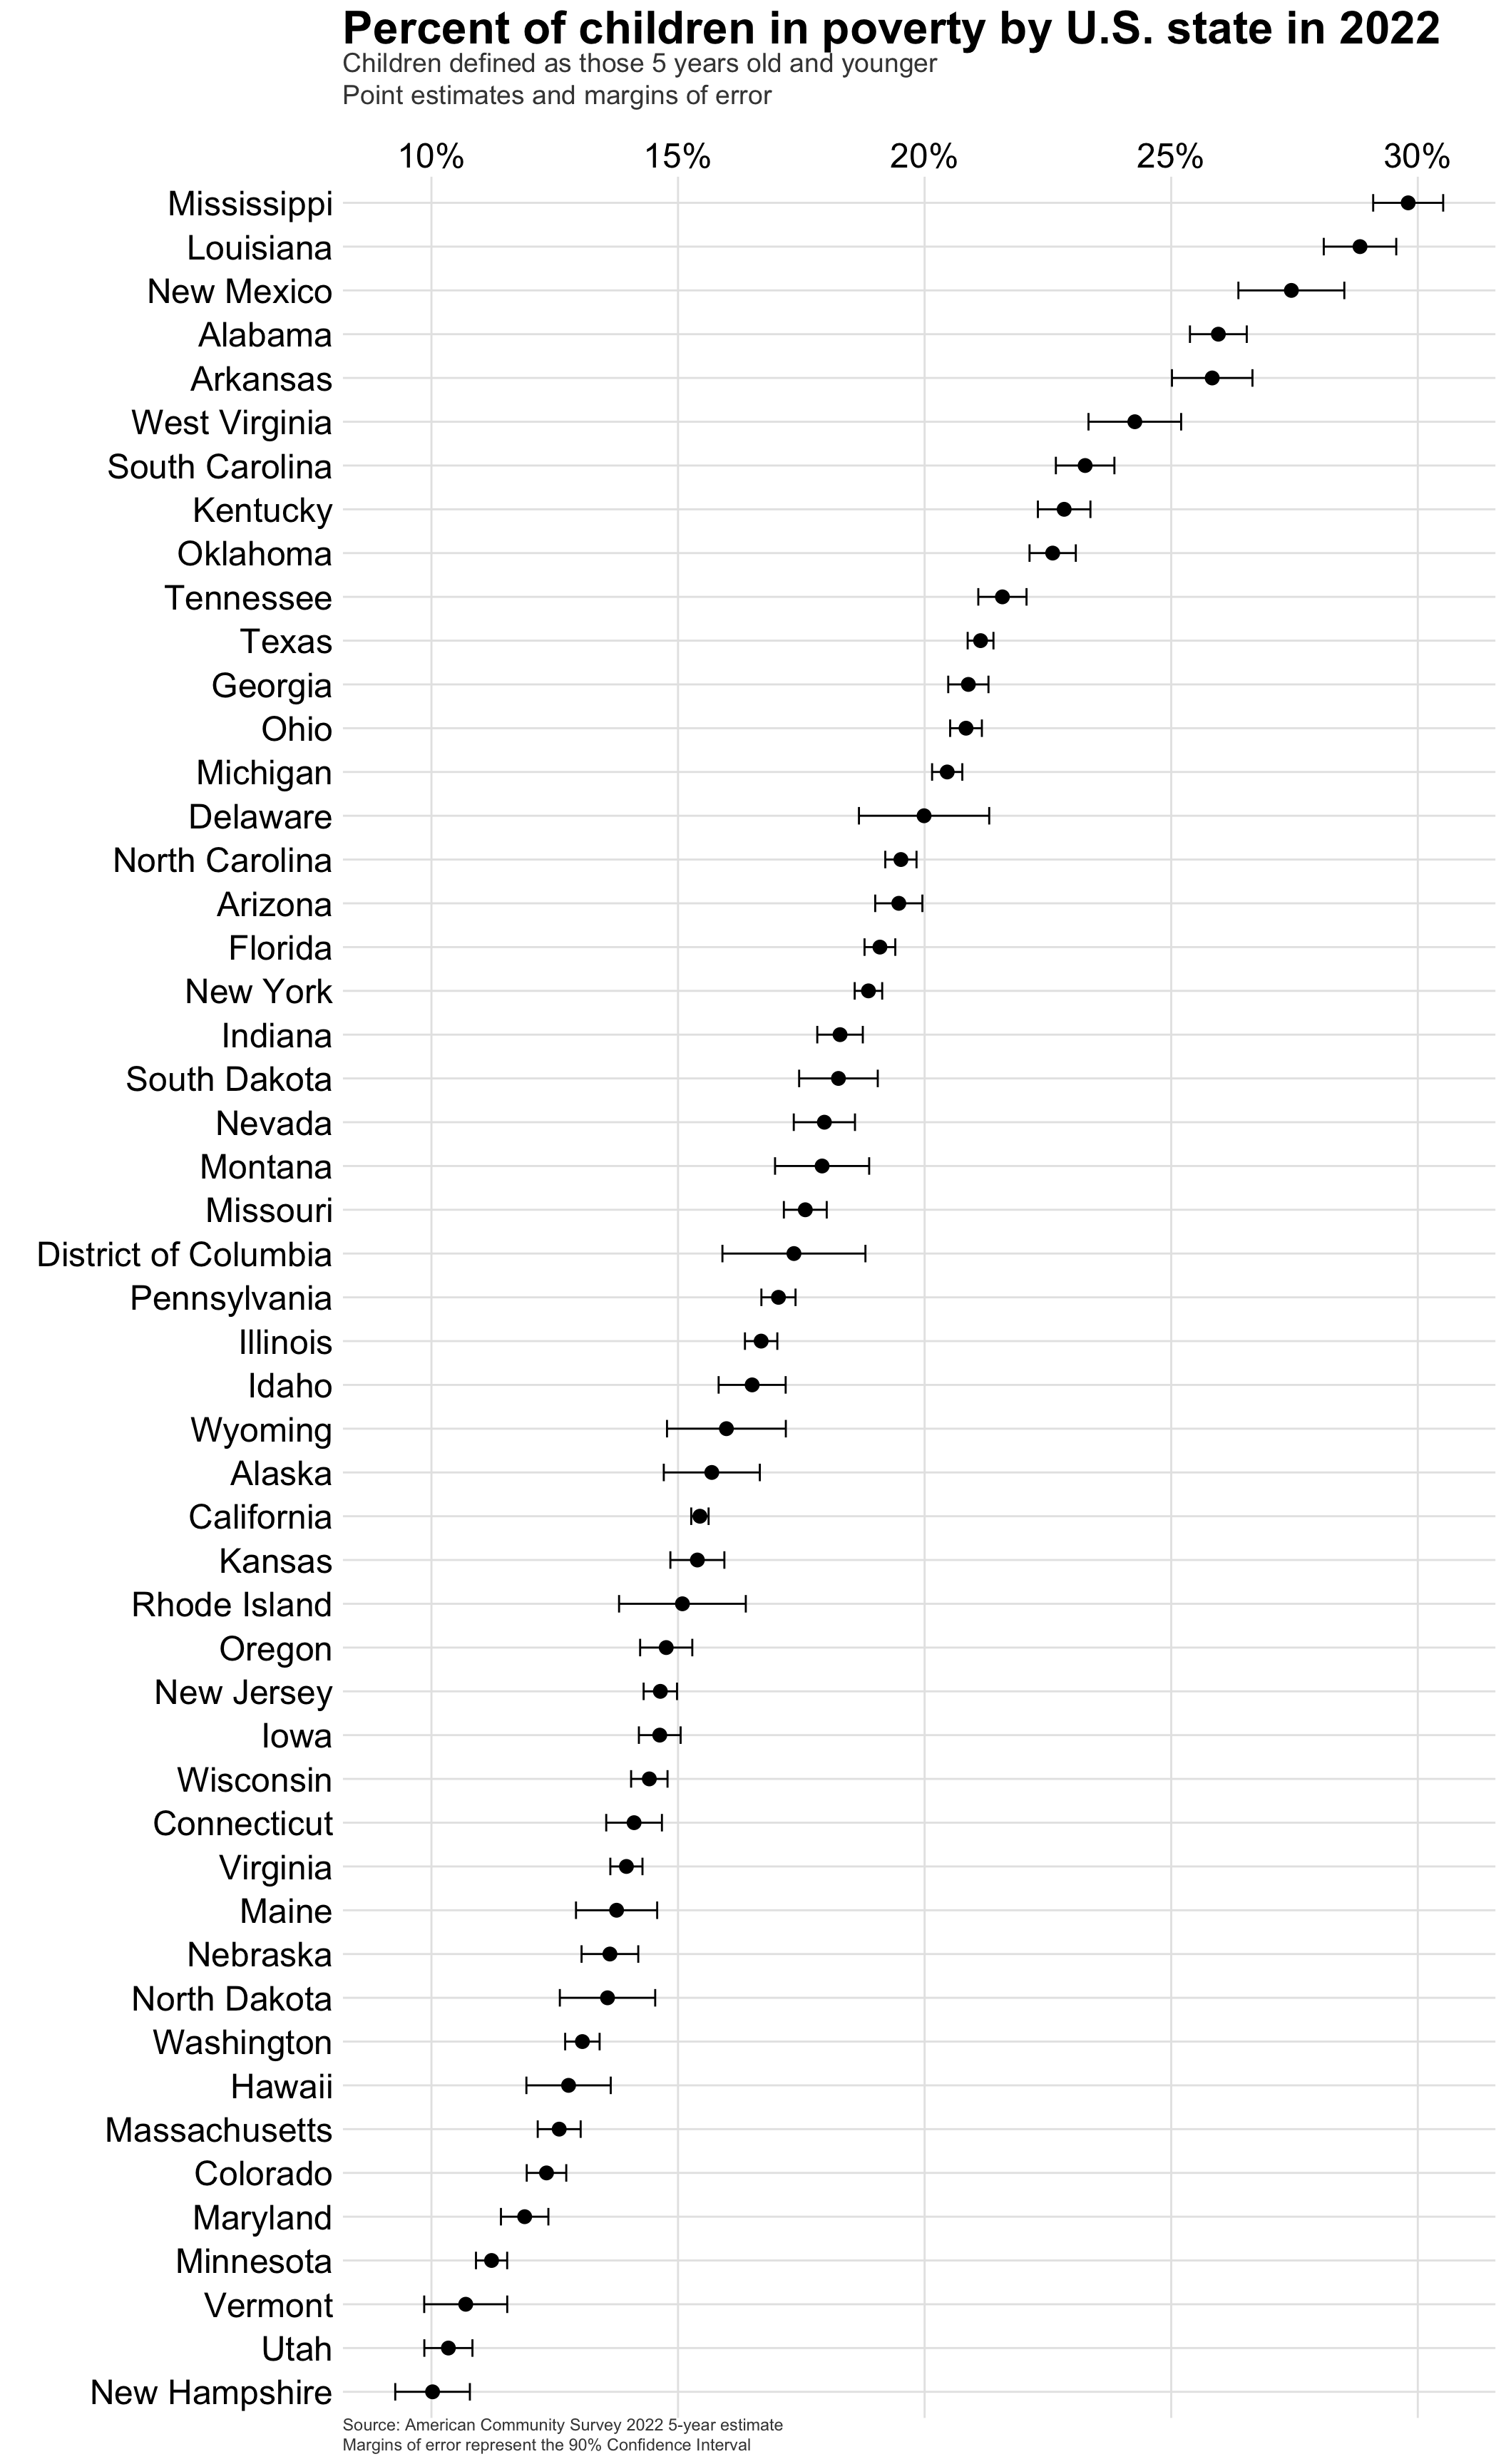 Percent of children in poverty by U.S. state in 2022
Children defined as those 5 years old and younger
Point estimates and margins of error
10% 15% 20% 25% 30%
Mississippi
Louisiana
New Mexico
Alabama
Arkansas
West Virginia
South Carolina
Kentucky
Oklahoma
Tennessee
Texas
Georgia
Ohio
Michigan
Delaware
North Carolina
Arizona
Florida
New York
Indiana
South Dakota
Nevada
Montana
Missouri
District of Columbia
Pennsylvania
Illinois
Idaho
Wyoming
Alaska
California
Kansas
Rhode Island
Oregon
New Jersey
Iowa
Wisconsin
Connecticut
Virginia
Maine
Nebraska
North Dakota
Washington
Hawaii
Massachusetts
Colorado
Maryland
Minnesota
Vermont
Utah
New Hampshire
Source: American Community Survey 2022 5-year estimate
Margins of error represent the 90% Confidence Interval